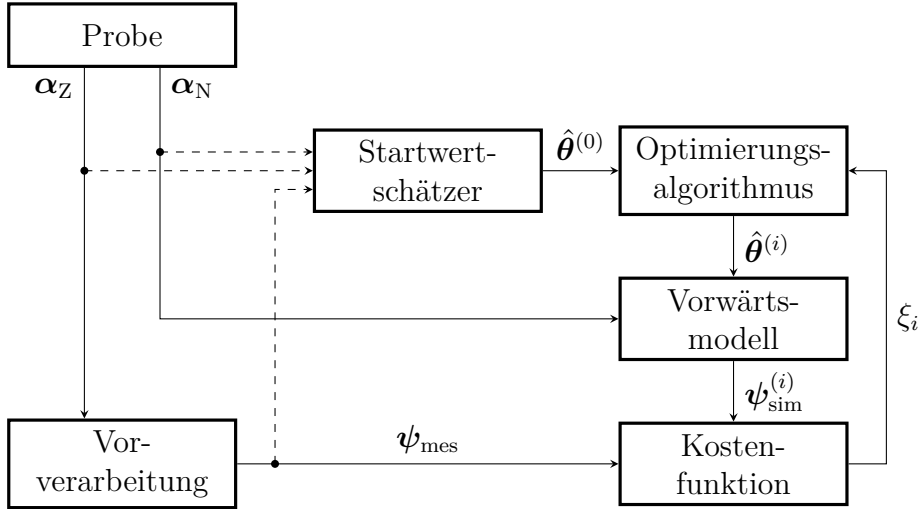 Probe
𝜶_Z
𝜶_N
Startwert-
schätzer
𝜽̂^(0)
Optimierungs-
algorithmus
𝜽̂^(i)
Vorwärts-
modell
ξ_i
𝝍_sim^(i)
Vor-
verarbeitung
𝝍_mes
Kosten-
funktion